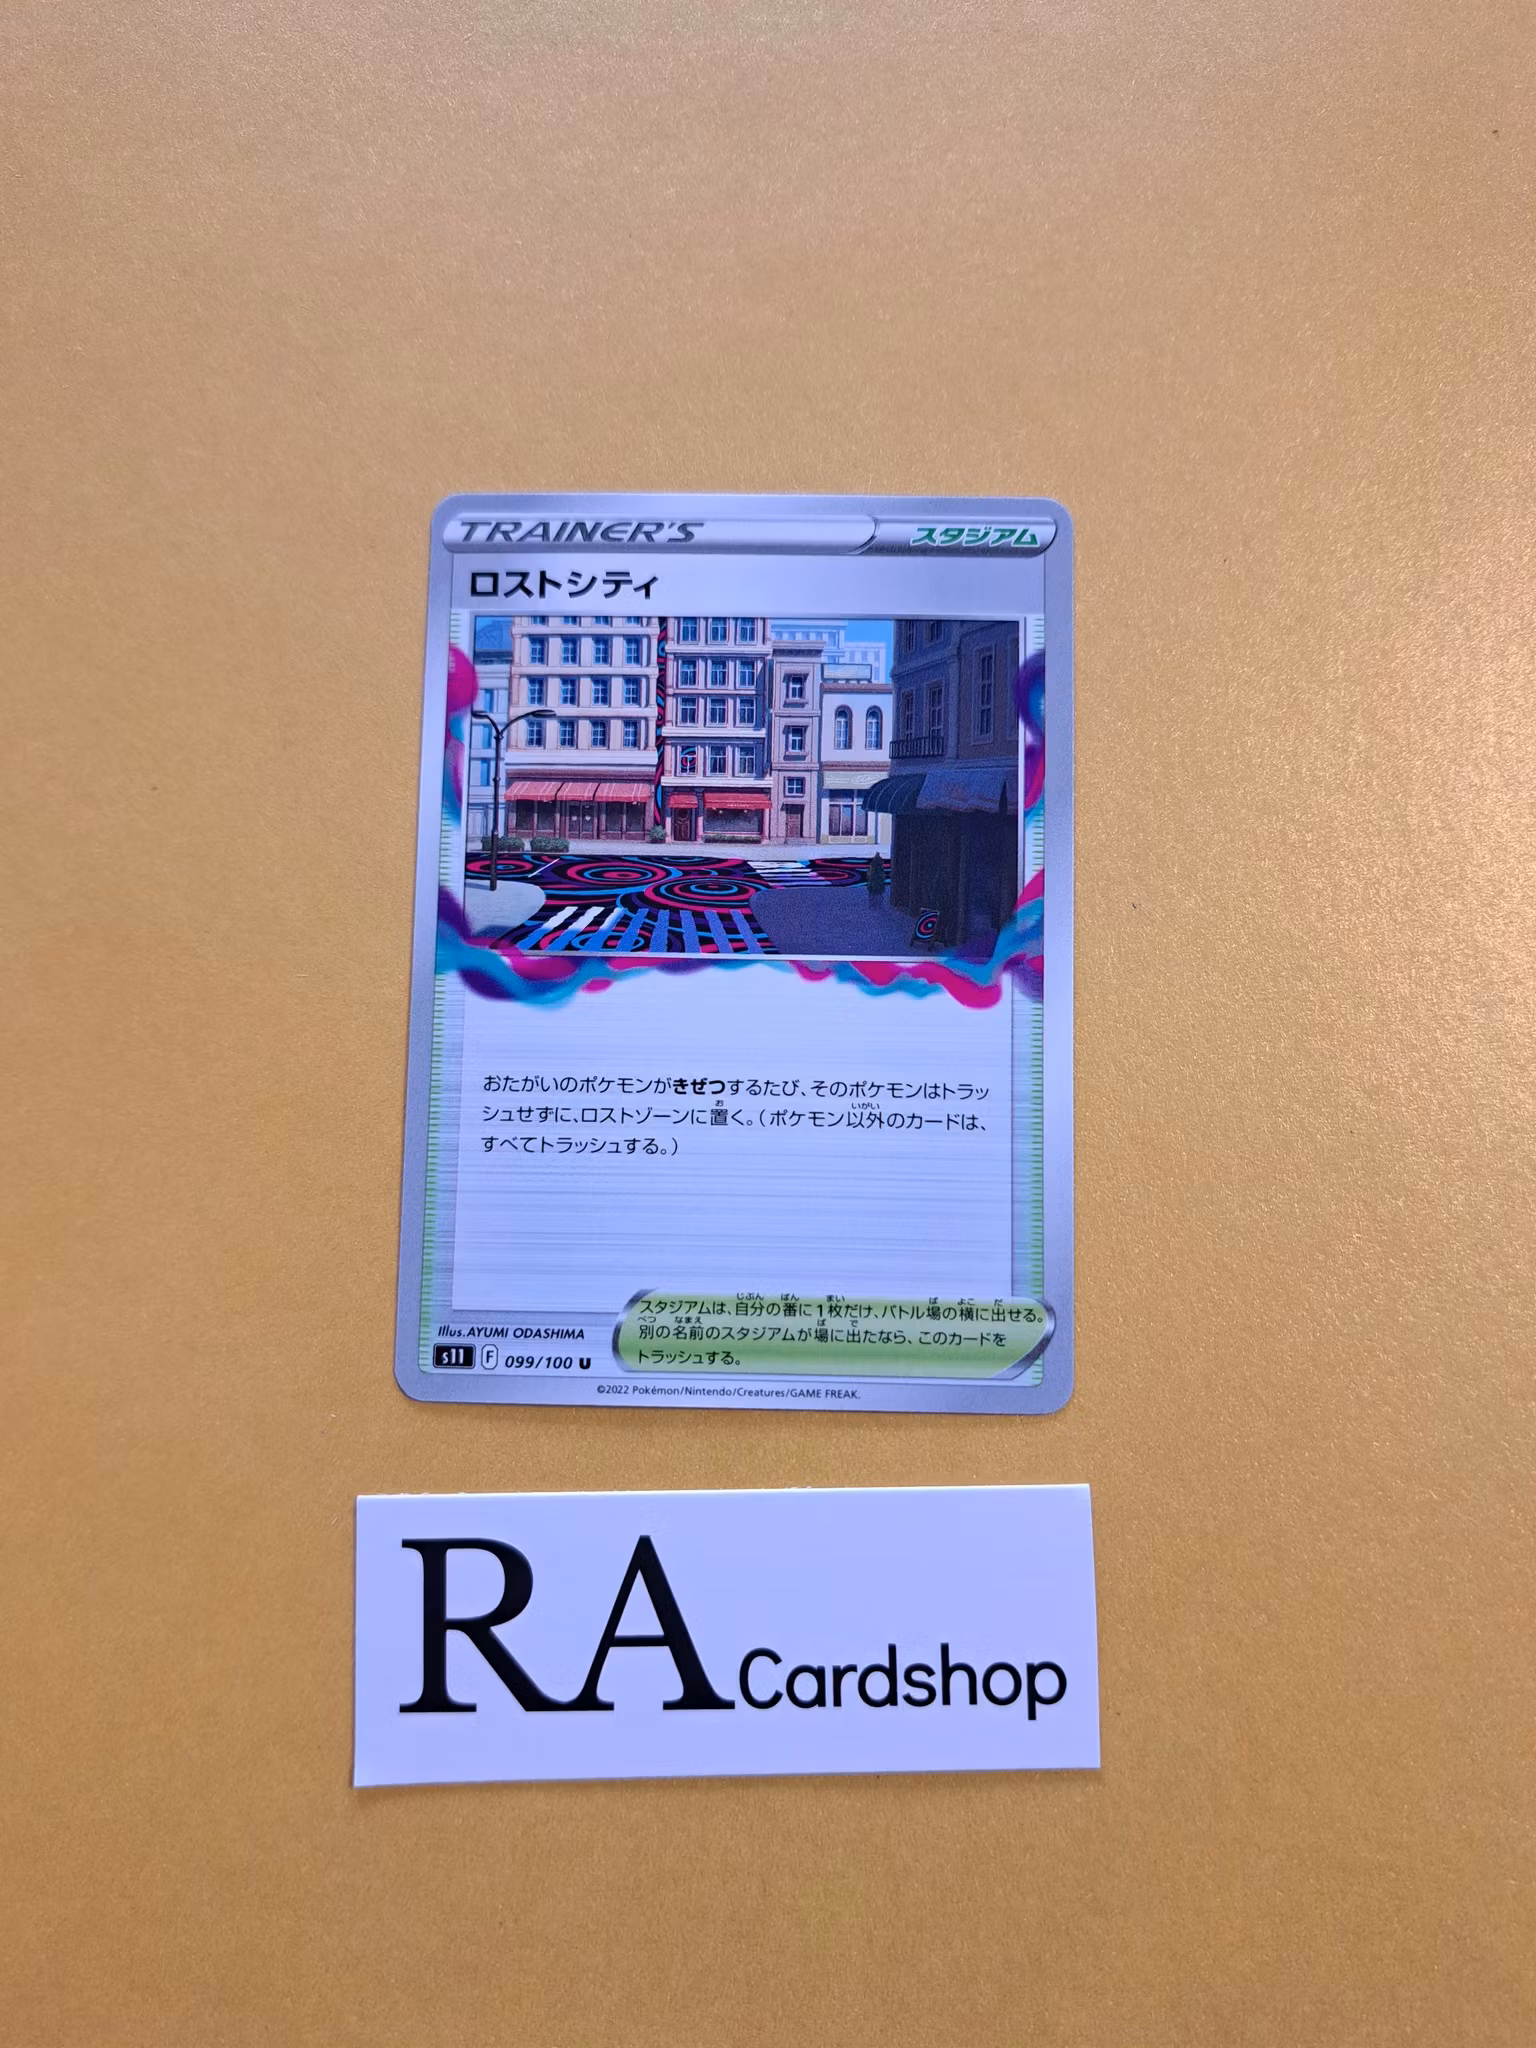 TRAINER'S
スタジアム
ロストシティ
おたがいのポケモンがきぜつするたび、そのポケモンはトラッ
シュせずに、ロストゾーンに置く。(ポケモン以外のカードは、
すべてトラッシュする。)
スタジアムは、自分の番に1枚だけ、バトル場の横に出せる。
別の名前のスタジアムが場に出たなら、このカードを
トラッシュする。
Illus. AYUMI ODASHIMA
s11 F 099/100 U
©2022 Pokémon/Nintendo/Creatures/GAME FREAK.
RA Cardshop